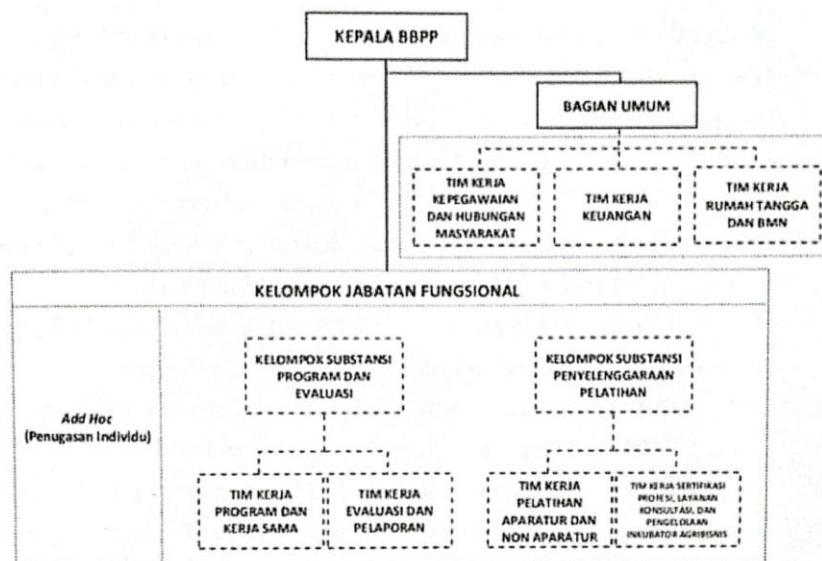 KEPALA BBPP
BAGIAN UMUM
TIM KERJA
KEPEGAWAIAN
DAN HUBUNGAN
MASYARAKAT
TIM KERJA
KEUANGAN
TIM KERJA
RUMAH TANGGA
DAN BMN
KELOMPOK JABATAN FUNGSIONAL
Add Hoc
(Penugasan Individu)
KELOMPOK SUBSTANSI
PROGRAM DAN
EVALUASI
KELOMPOK SUBSTANSI
PENYELENGGARAAN
PELATIHAN
TIM KERJA
PROGRAM DAN
KERJA SAMA
TIM KERJA
EVALUASI DAN
PELAPORAN
TIM KERJA
PELATIHAN
APARATUR DAN
NON APARATUR
TIM KERJA SERTIFIKASI
PROFESI, LAYANAN
KONSULTASI, DAN
PENGELOLAAN
INKUBATOR AGRIBISNIS